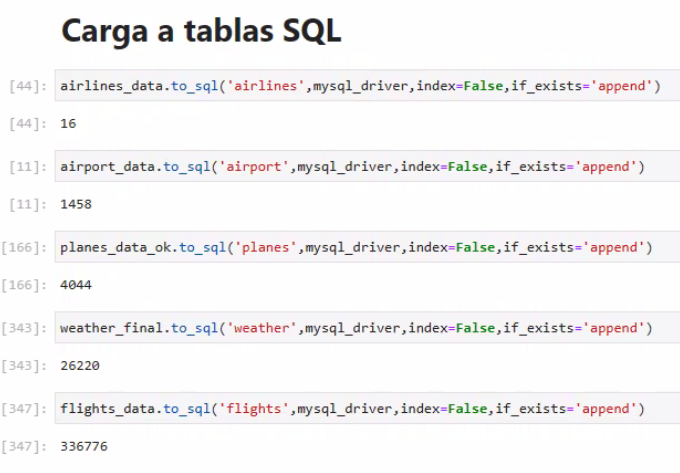 Carga a tablas SQL
[44]: airlines_data.to_sql('airlines',mysql_driver,index=False,if_exists='append')
[44]: 16
[11]: airport_data.to_sql('airport',mysql_driver,index=False,if_exists='append')
[11]: 1458
[166]: planes_data_ok.to_sql('planes',mysql_driver,index=False,if_exists='append')
[166]: 4044
[343]: weather_final.to_sql('weather',mysql_driver,index=False,if_exists='append')
[343]: 26220
[347]: flights_data.to_sql('flights',mysql_driver,index=False,if_exists='append')
[347]: 336776